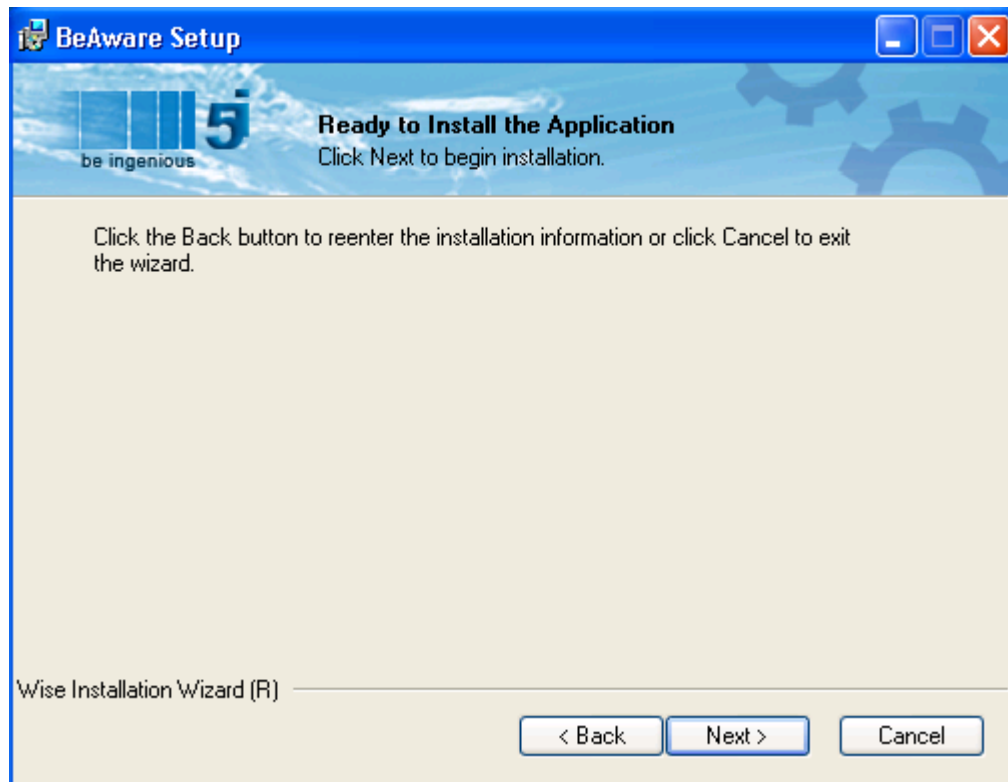 BeAware Setup
5i
be ingenious
Ready to Install the Application
Click Next to begin installation.
Click the Back button to reenter the installation information or click Cancel to exit
the wizard.
Wise Installation Wizard (R)
< Back
Next >
Cancel